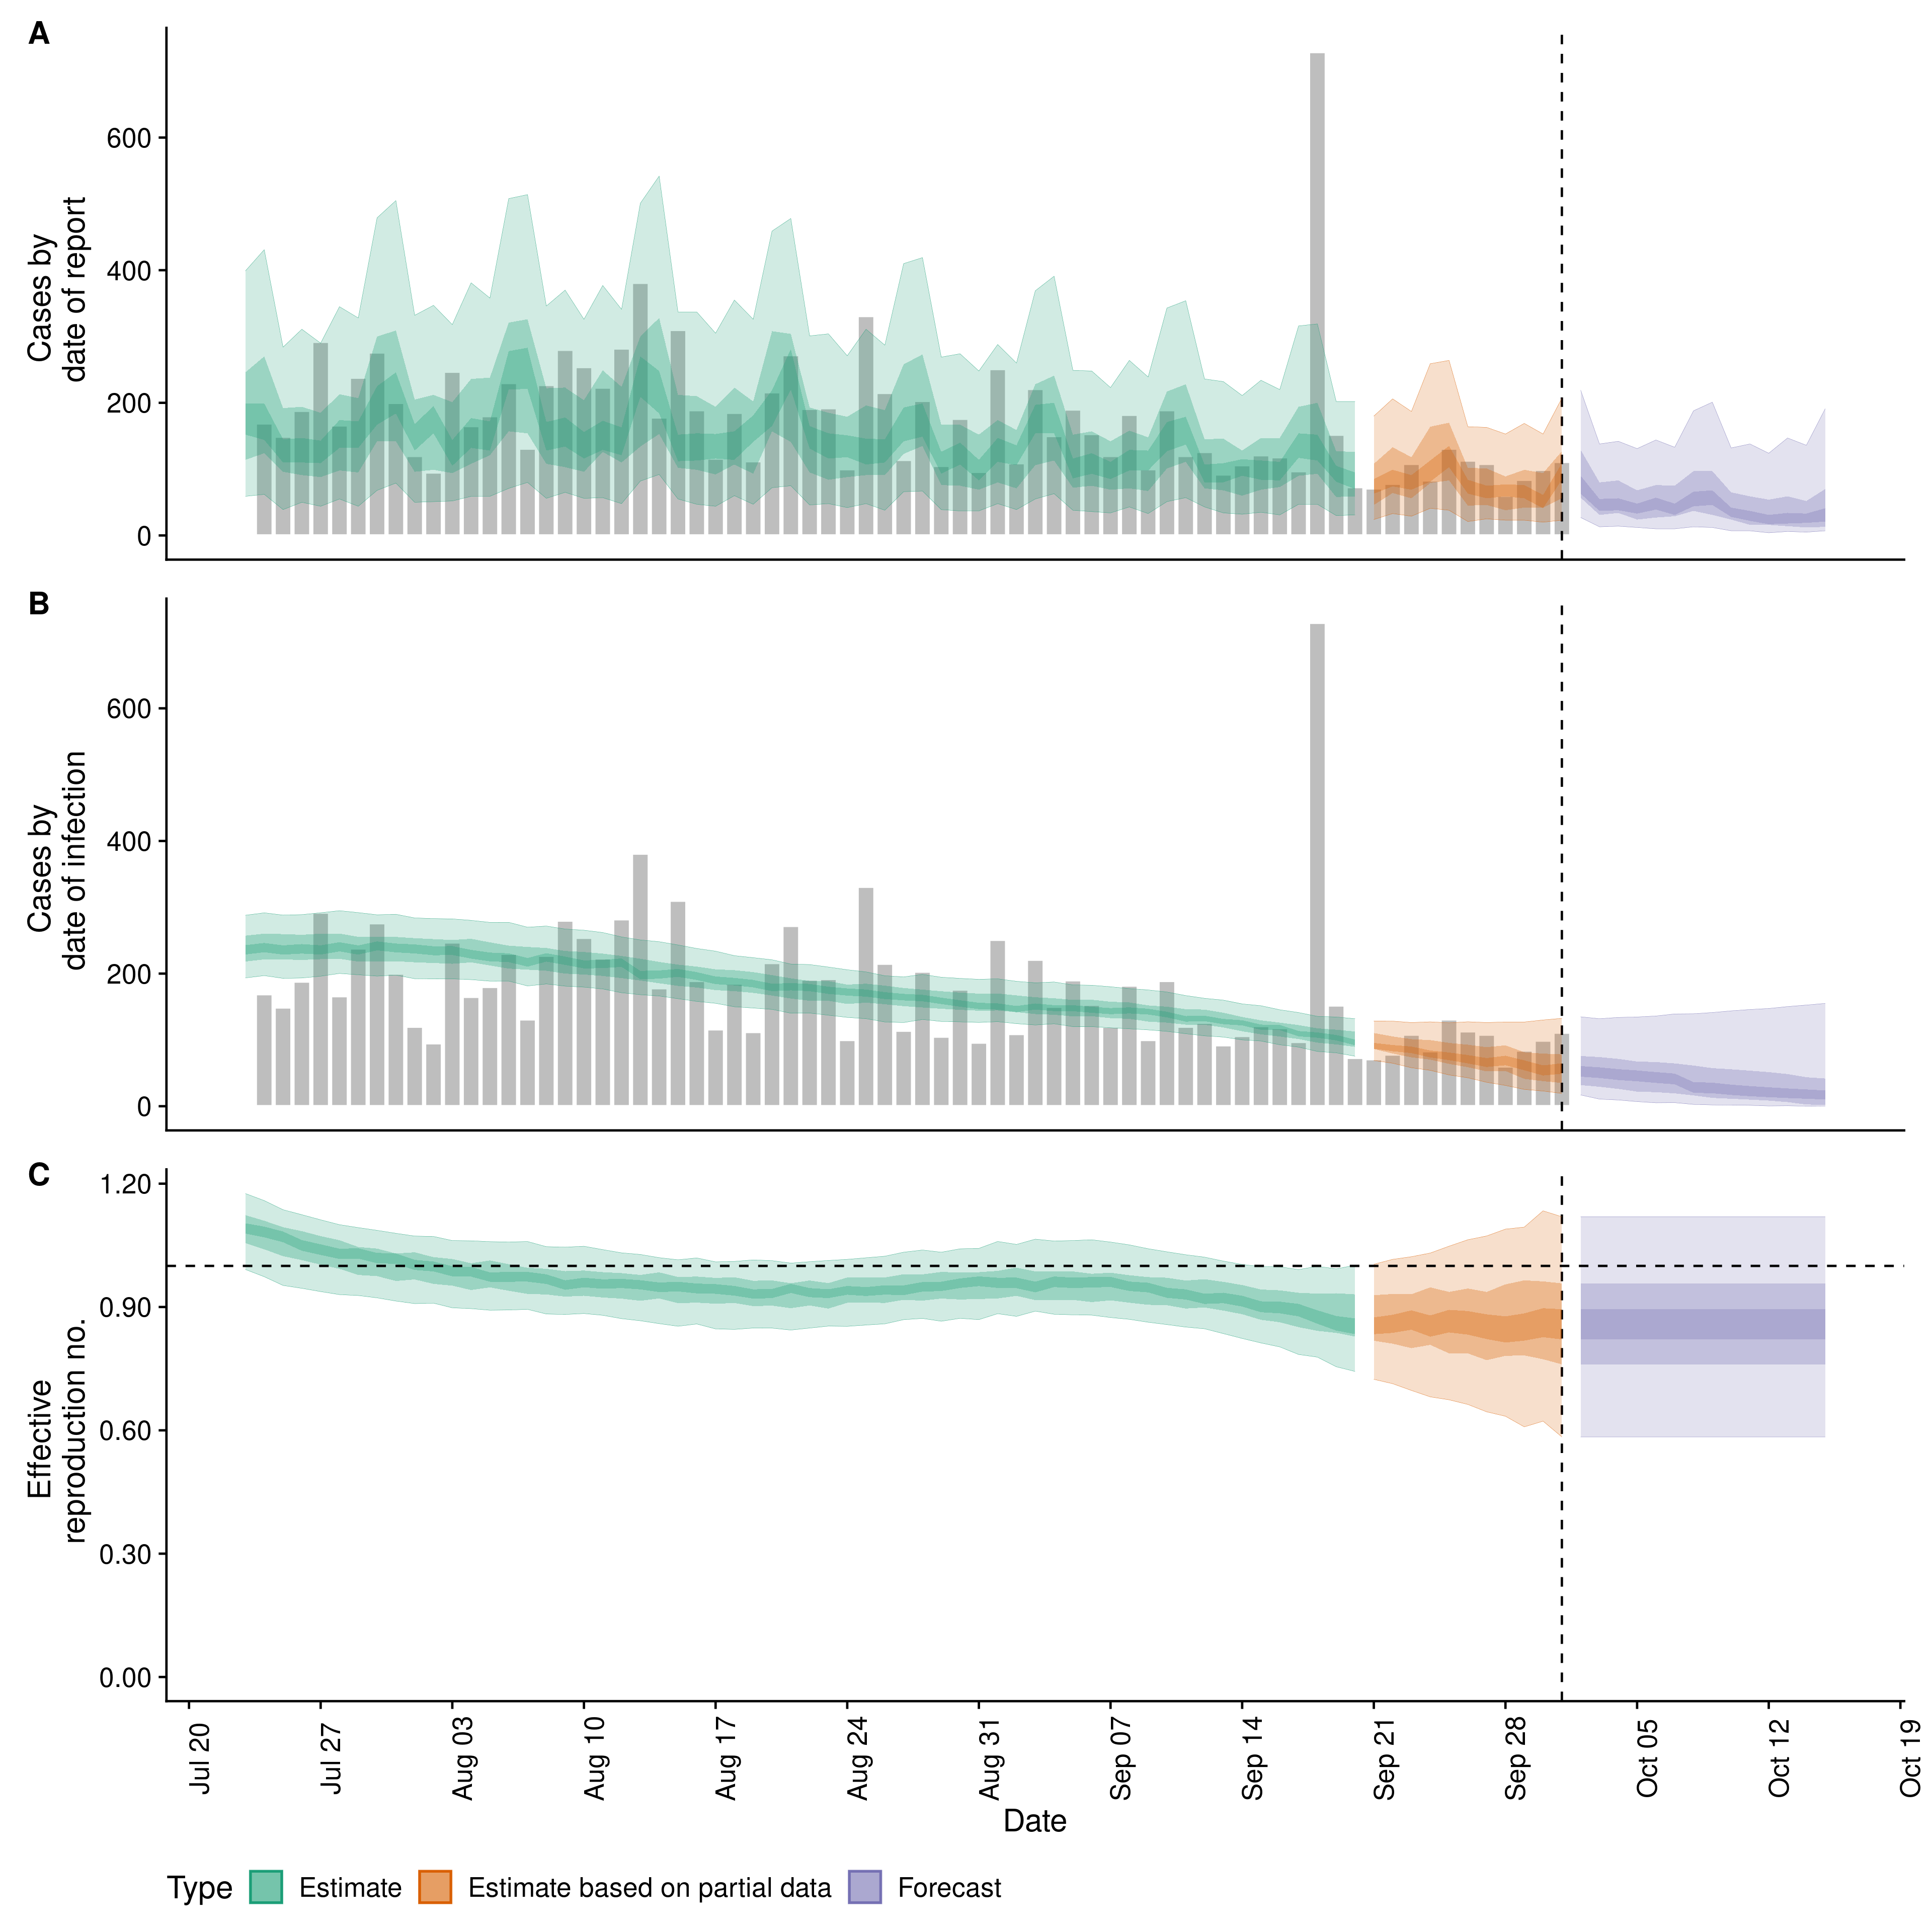 A
Cases by
date of report
600
400
200
0
B
Cases by
date of infection
600
400
200
0
C
Effective
reproduction no.
1.20
0.90
0.60
0.30
0.00
Jul 20
Jul 27
Aug 03
Aug 10
Aug 17
Aug 24
Aug 31
Sep 07
Sep 14
Sep 21
Sep 28
Oct 05
Oct 12
Oct 19
Date
Type Estimate Estimate based on partial data Forecast